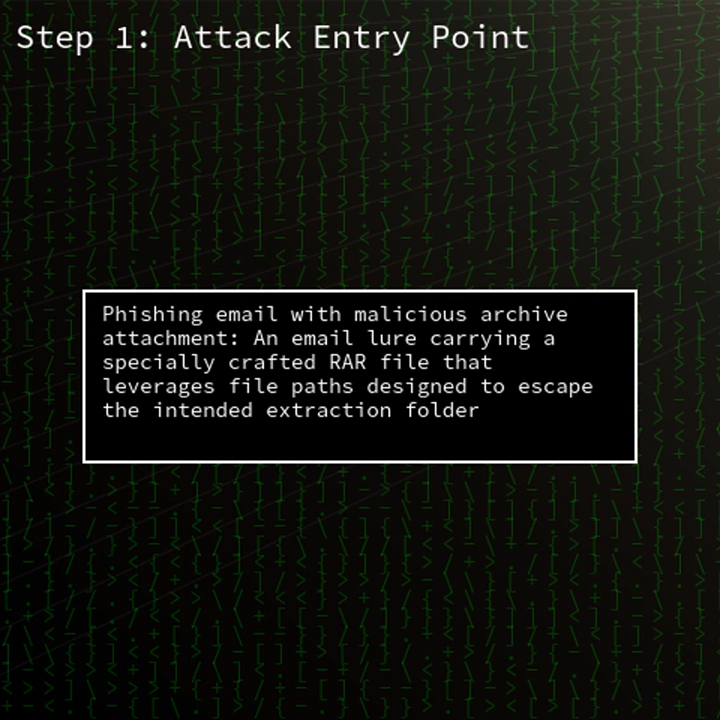 Step 1: Attack Entry Point
Phishing email with malicious archive
attachment: An email lure carrying a
specially crafted RAR file that
leverages file paths designed to escape
the intended extraction folder